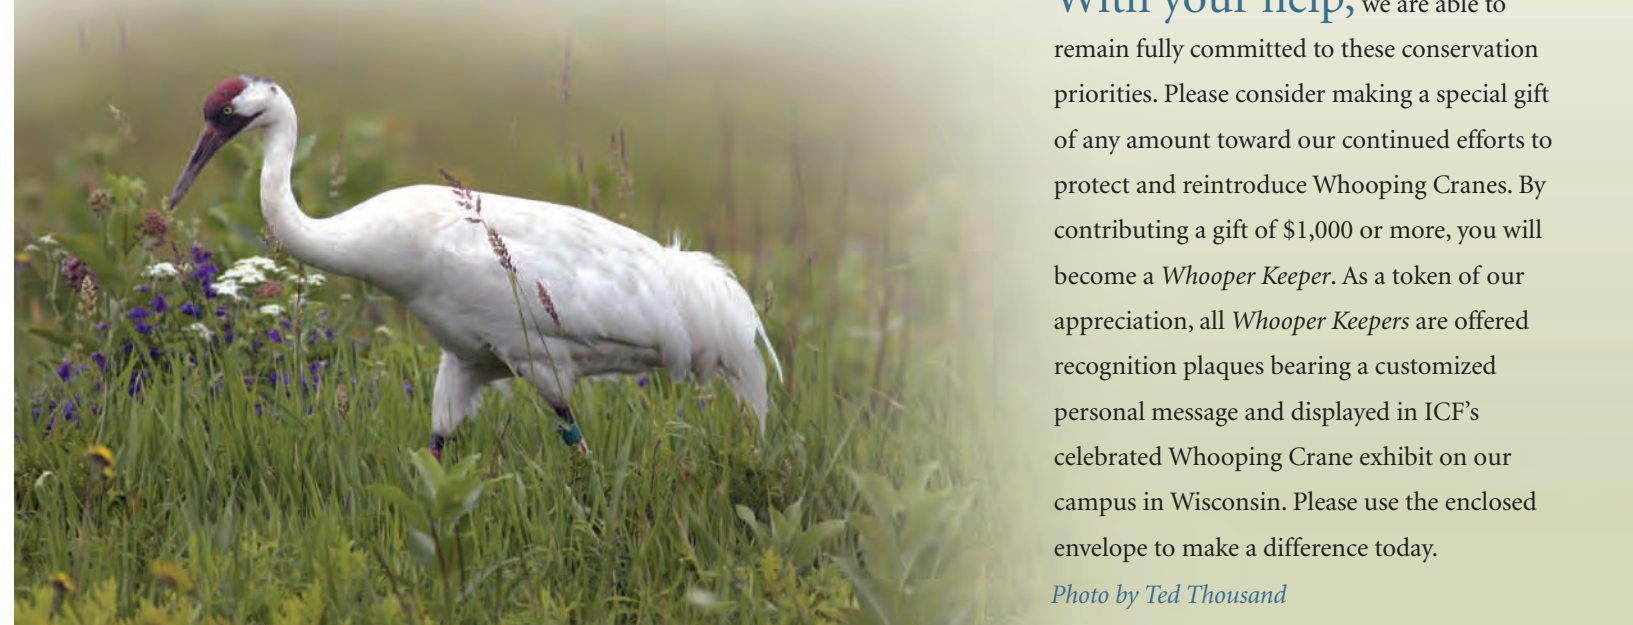 With your help, we are able to
remain fully committed to these conservation
priorities. Please consider making a special gift
of any amount toward our continued efforts to
protect and reintroduce Whooping Cranes. By
contributing a gift of $1,000 or more, you will
become a Whooper Keeper. As a token of our
appreciation, all Whooper Keepers are offered
recognition plaques bearing a customized
personal message and displayed in ICF’s
celebrated Whooping Crane exhibit on our
campus in Wisconsin. Please use the enclosed
envelope to make a difference today.
Photo by Ted Thousand